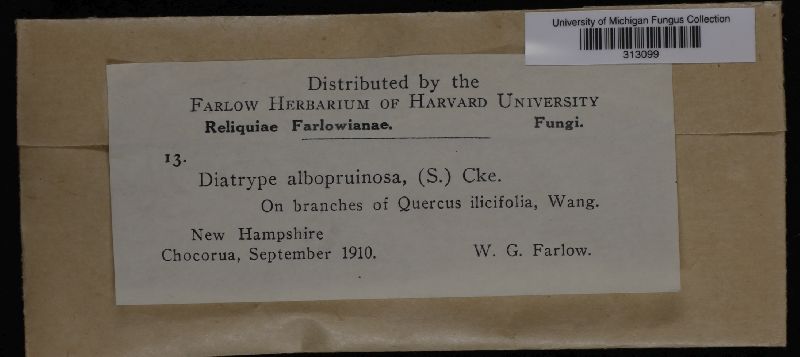 University of Michigan Fungus Collection
313099
Distributed by the
FARLOW HERBARIUM OF HARVARD UNIVERSITY
Reliquiae Farlowianae. Fungi.
13.
Diatrype albopruinosa, (S.) Cke.
On branches of Quercus ilicifolia, Wang.
New Hampshire
Chocorua, September 1910. W. G. Farlow.